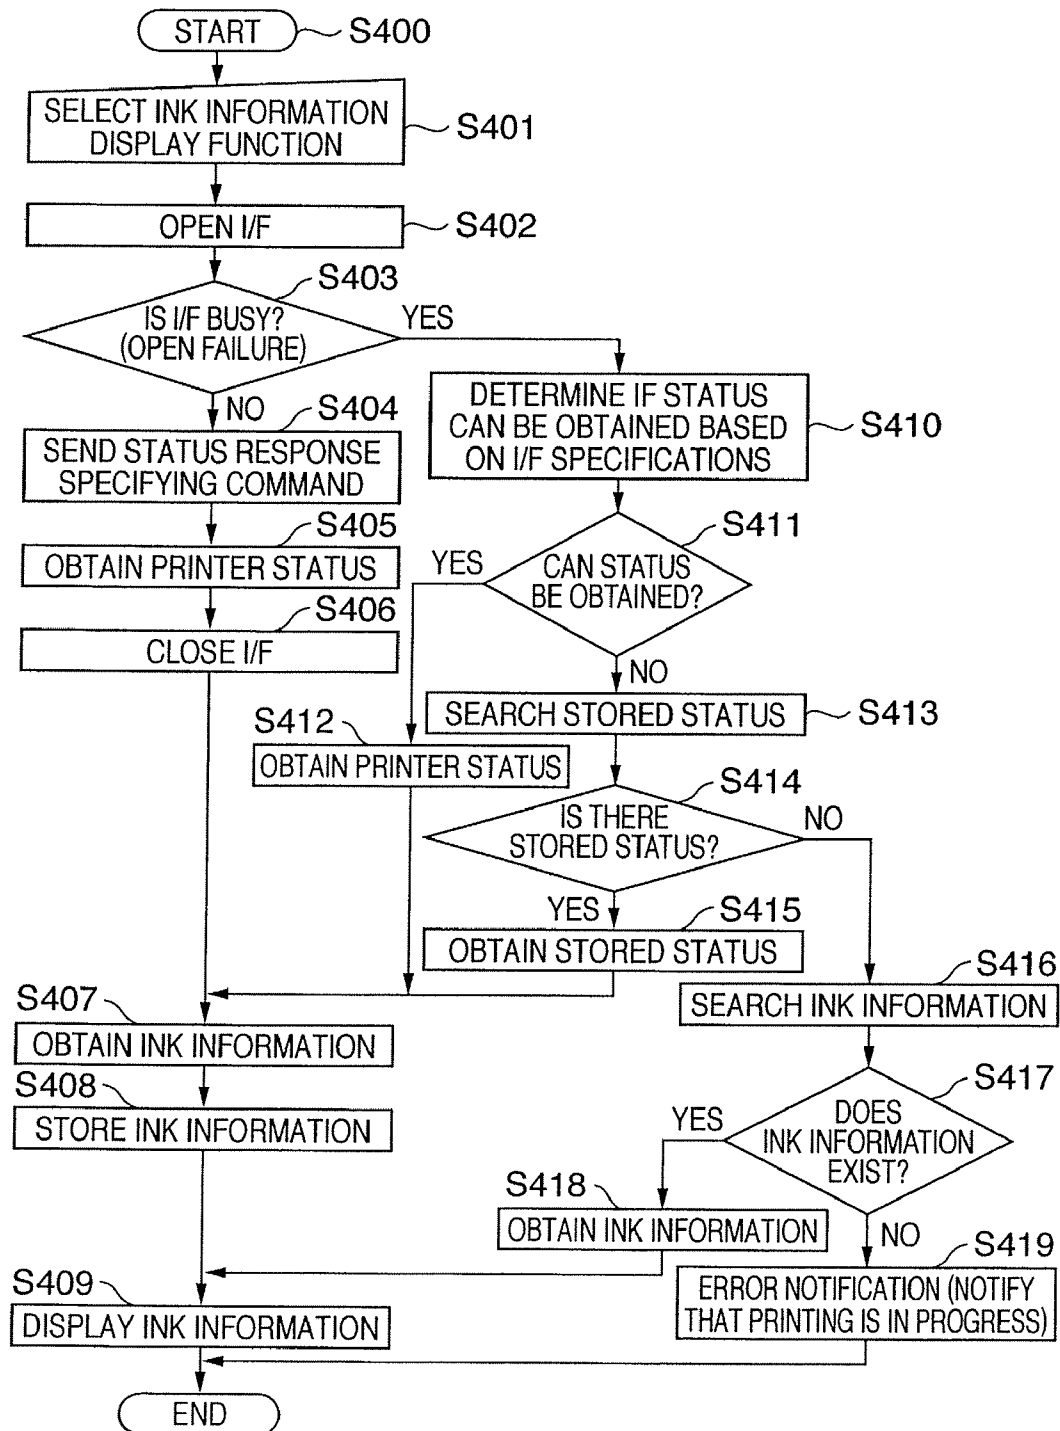 START
S400
SELECT INK INFORMATION
DISPLAY FUNCTION
S401
OPEN I/F
S402
S403
IS I/F BUSY?
(OPEN FAILURE)
YES
NO
S404
SEND STATUS RESPONSE
SPECIFYING COMMAND
S405
OBTAIN PRINTER STATUS
S406
CLOSE I/F
DETERMINE IF STATUS
CAN BE OBTAINED BASED
ON I/F SPECIFICATIONS
S410
S411
CAN STATUS
BE OBTAINED?
YES
NO
S412
OBTAIN PRINTER STATUS
SEARCH STORED STATUS
S413
S414
IS THERE
STORED STATUS?
NO
YES
S415
OBTAIN STORED STATUS
S407
OBTAIN INK INFORMATION
S408
STORE INK INFORMATION
S416
SEARCH INK INFORMATION
S417
DOES
INK INFORMATION
EXIST?
YES
NO
S418
OBTAIN INK INFORMATION
S419
ERROR NOTIFICATION (NOTIFY
THAT PRINTING IS IN PROGRESS)
S409
DISPLAY INK INFORMATION
END